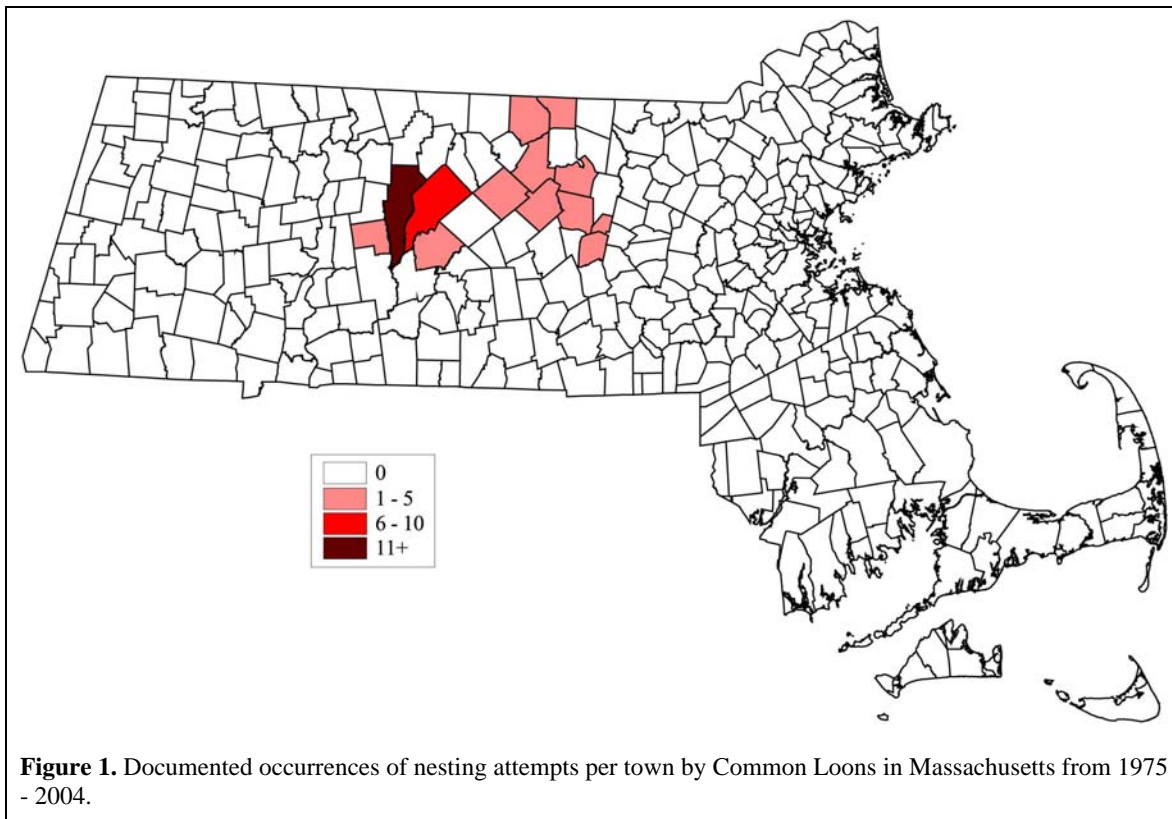 0
1 - 5
6 - 10
11+
Figure 1. Documented occurrences of nesting attempts per town by Common Loons in Massachusetts from 1975
- 2004.